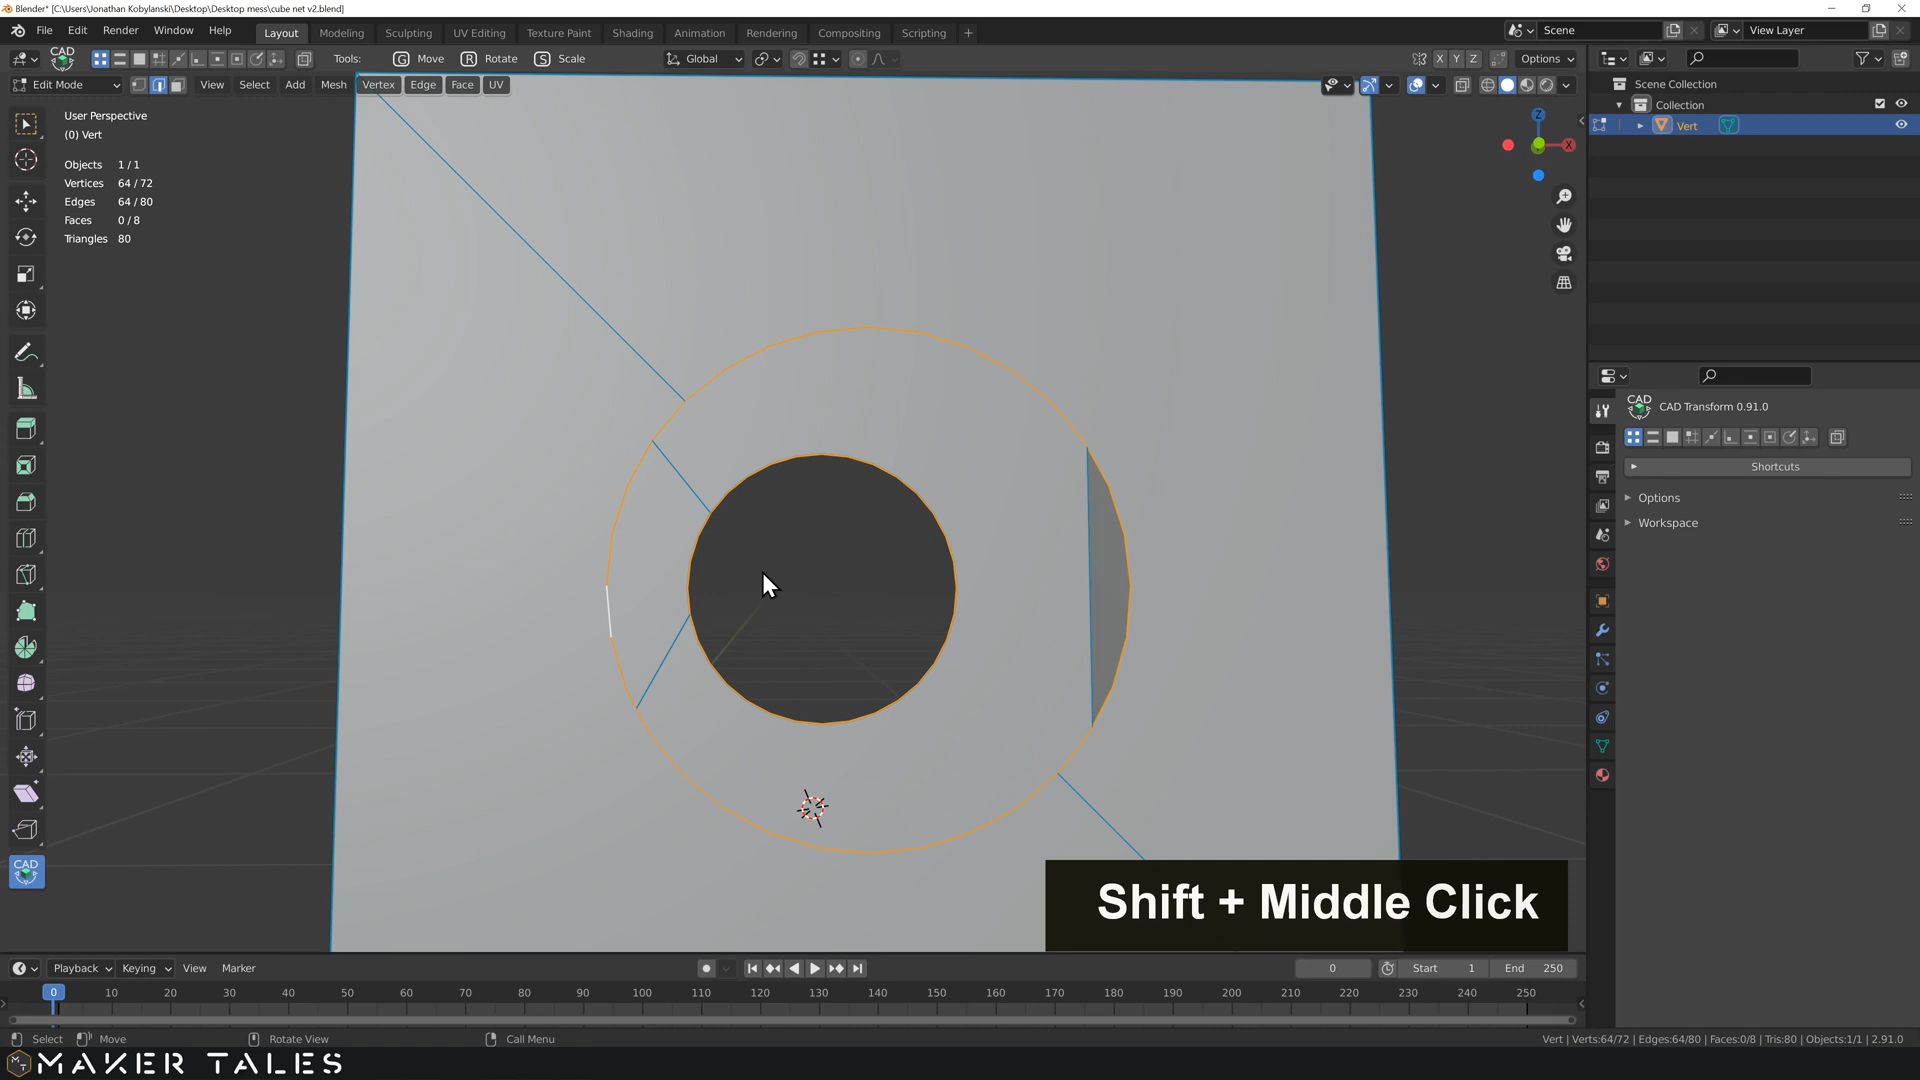 Blender* [C:\Users\Jonathan Kobylanski\Desktop\Desktop mess\cube net v2.blend]
File Edit Render Window Help
Layout Modeling Sculpting UV Editing Texture Paint Shading Animation Rendering Compositing Scripting +
Scene
View Layer
CAD
Tools: G Move R Rotate S Scale
Global
X Y Z
Options
Edit Mode View Select Add Mesh Vertex Edge Face UV
Scene Collection
Collection
Vert
User Perspective
(0) Vert
Objects 1 / 1
Vertices 64 / 72
Edges 64 / 80
Faces 0 / 8
Triangles 80
Z
X
CAD
CAD Transform 0.91.0
Shortcuts
Options
Workspace
CAD
Shift + Middle Click
Playback Keying View Marker
0
Start 1
End 250
0 10 20 30 40 50 60 70 80 90 100 110 120 130 140 150 160 170 180 190 200 210 220 230 240 250
Select Move Rotate View Call Menu
Vert | Verts:64/72 | Edges:64/80 | Faces:0/8 | Tris:80 | Objects:1/1 | 2.91.0
MT MAKER TALES